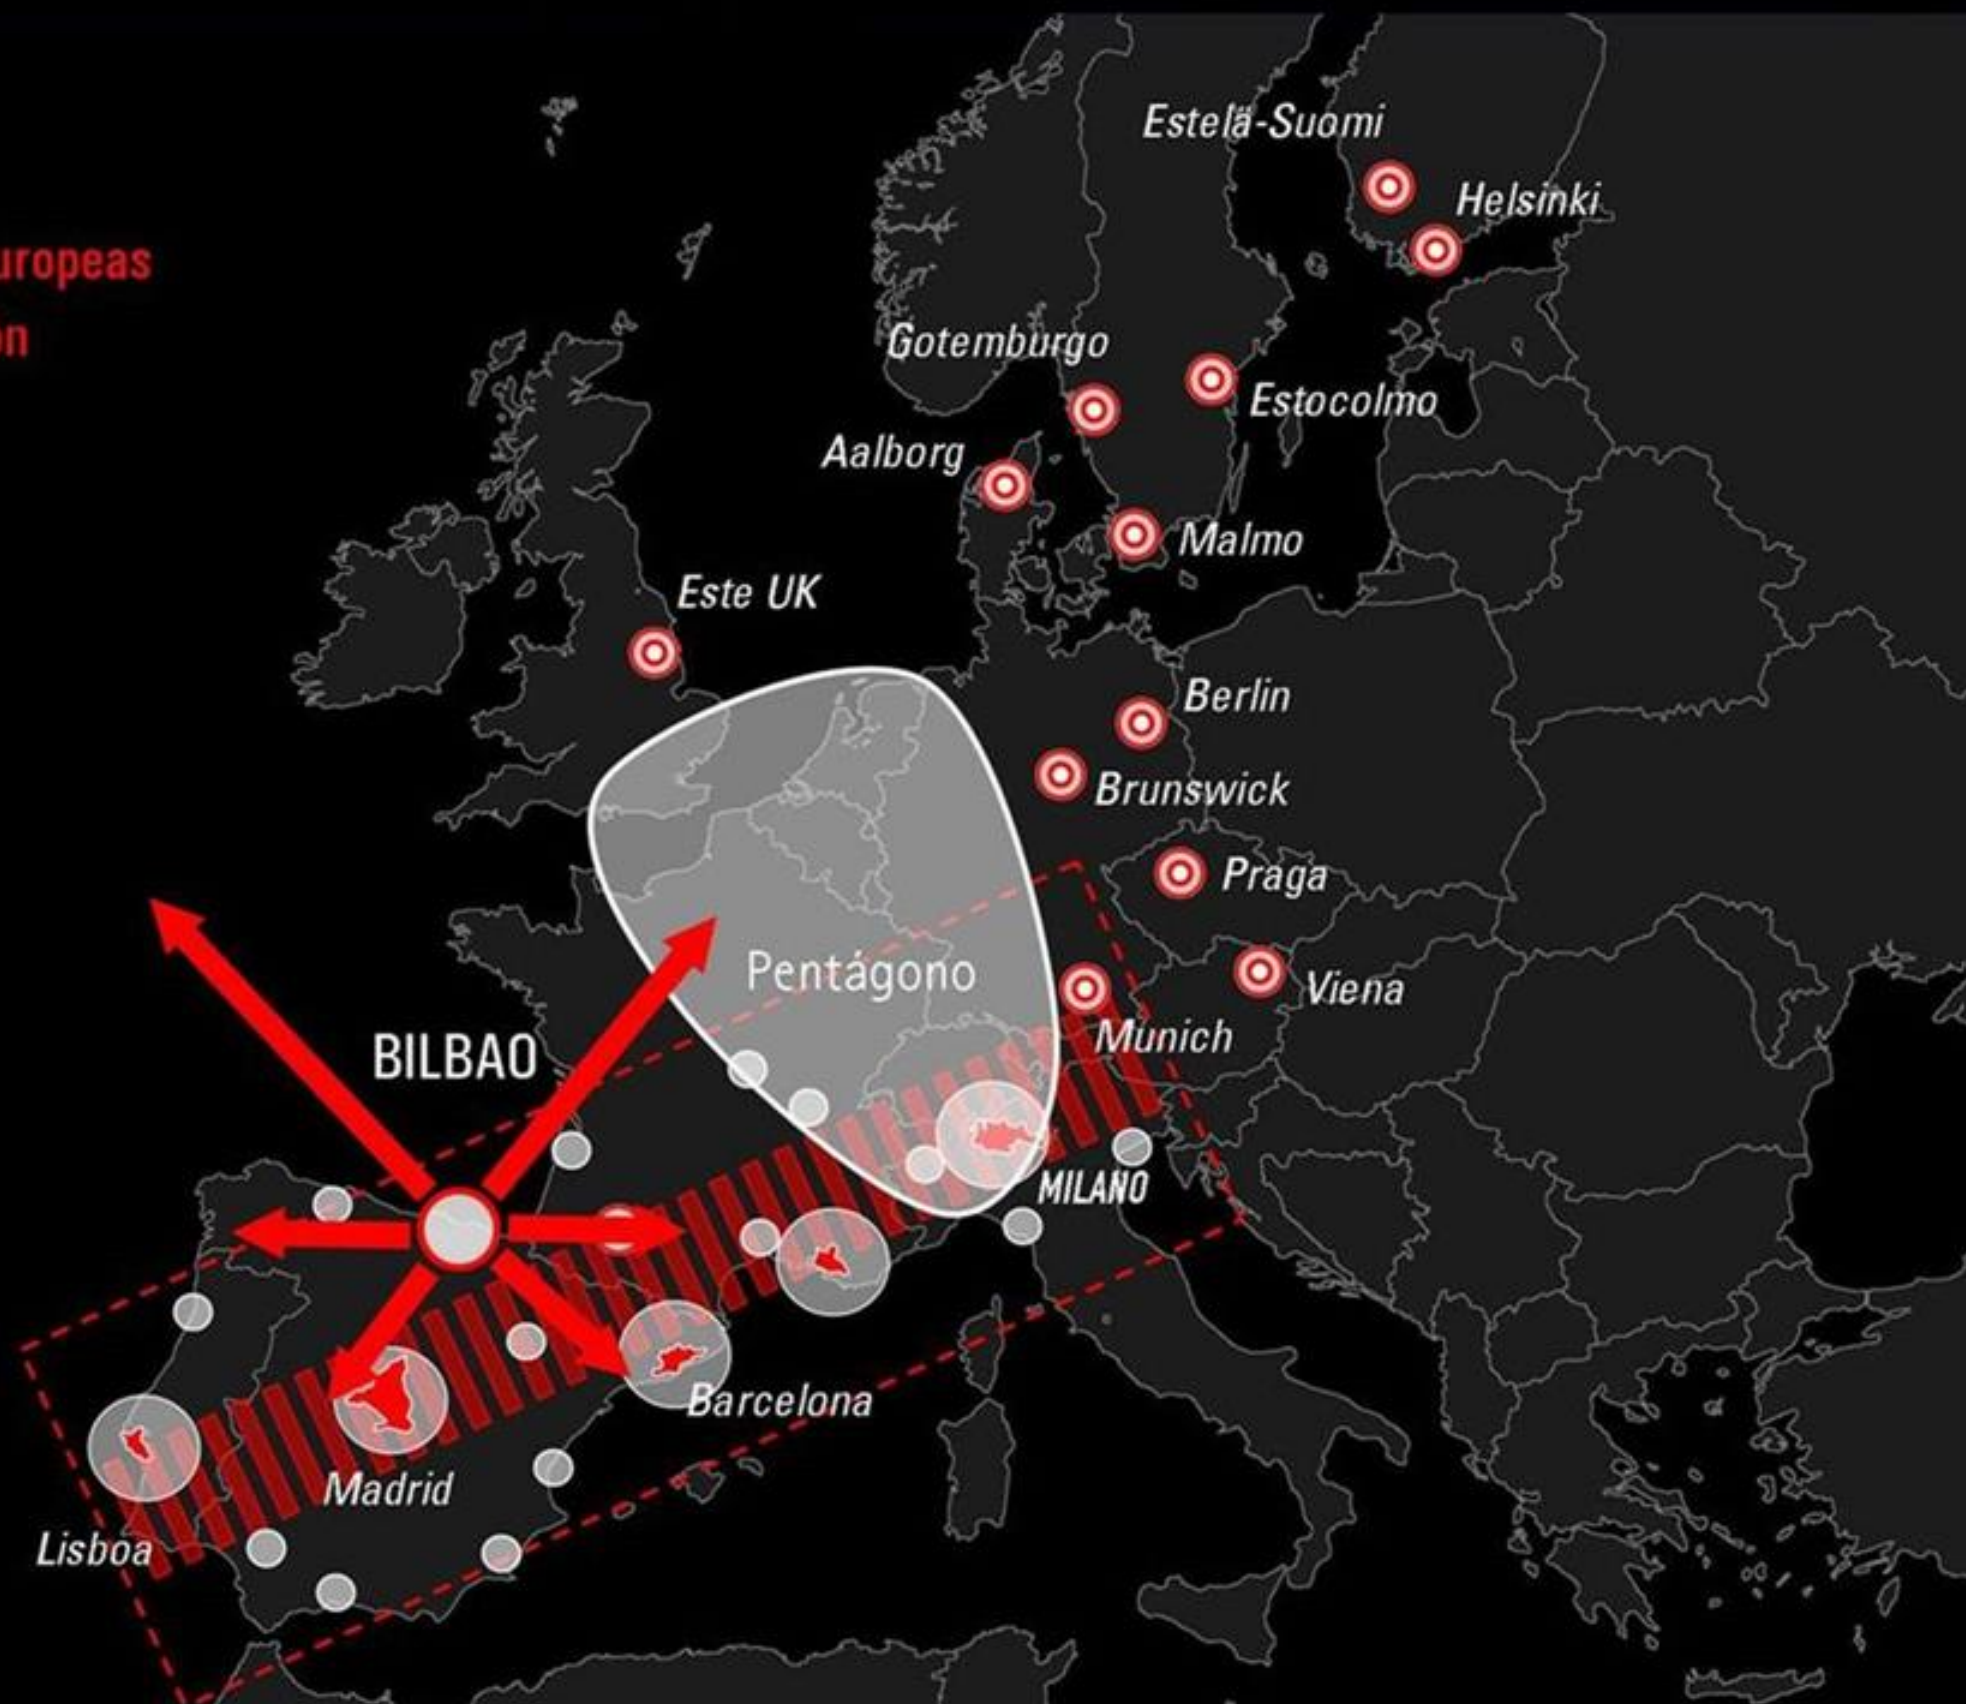 Estelä-Suomi
Helsinki
uropeas
ón
Gotemburgo
Estocolmo
Aalborg
Malmo
Este UK
Berlin
Brunswick
Praga
Pentágono
Viena
Munich
BILBAO
MILANO
Barcelona
Madrid
Lisboa